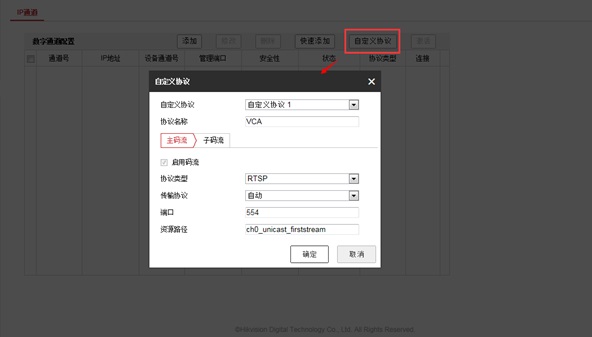 IP通道
数字通道配置 添加 修改 删除 快速添加 自定义协议
通道号 IP地址 设备通道号 管理端口 安全性 状态 协议类型 连接
自定义协议
自定义协议 自定义协议 1
协议名称 VCA
主码流 子码流
启用码流
协议类型 RTSP
传输协议 自动
端口 554
资源路径 ch0_unicast_firststream
确定 取消
©Hikvision Digital Technology Co., Ltd. All Rights Reserved.